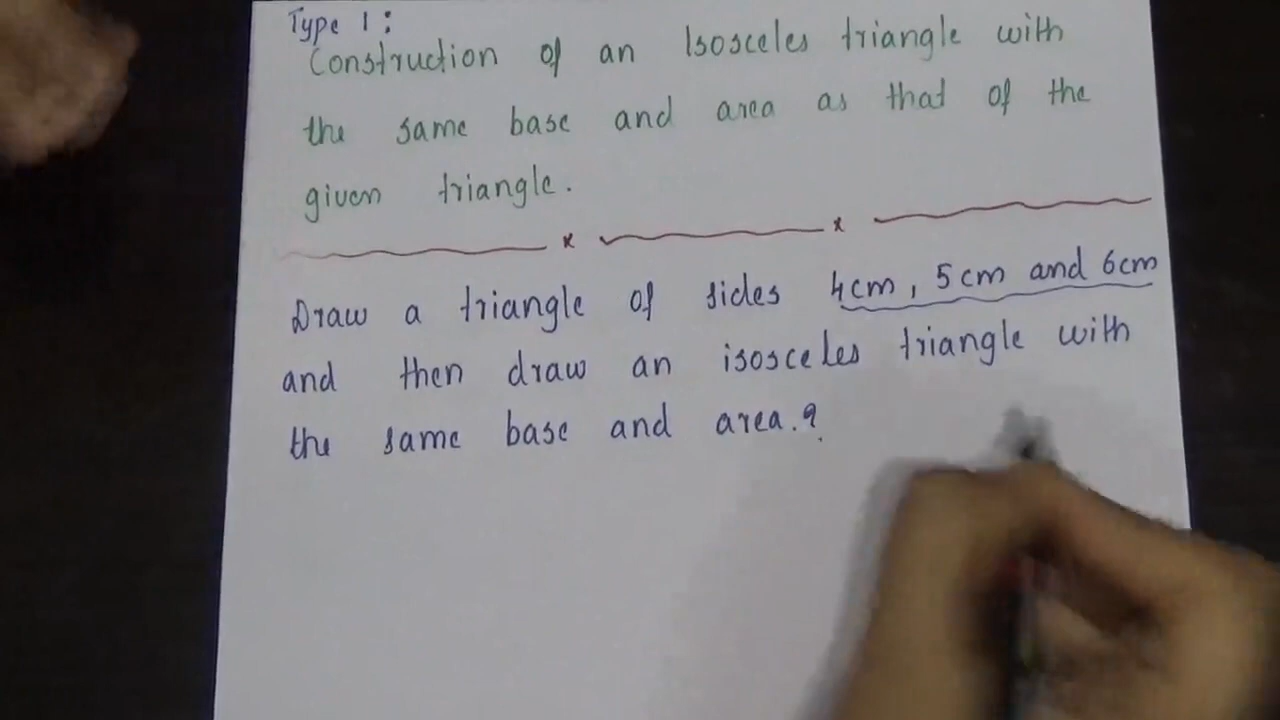 Type 1:
Construction of an Isosceles triangle with
the same base and area as that of the
given triangle.
x x
Draw a triangle of sides 4cm, 5cm and 6cm
and then draw an isosceles triangle with
the same base and area.?